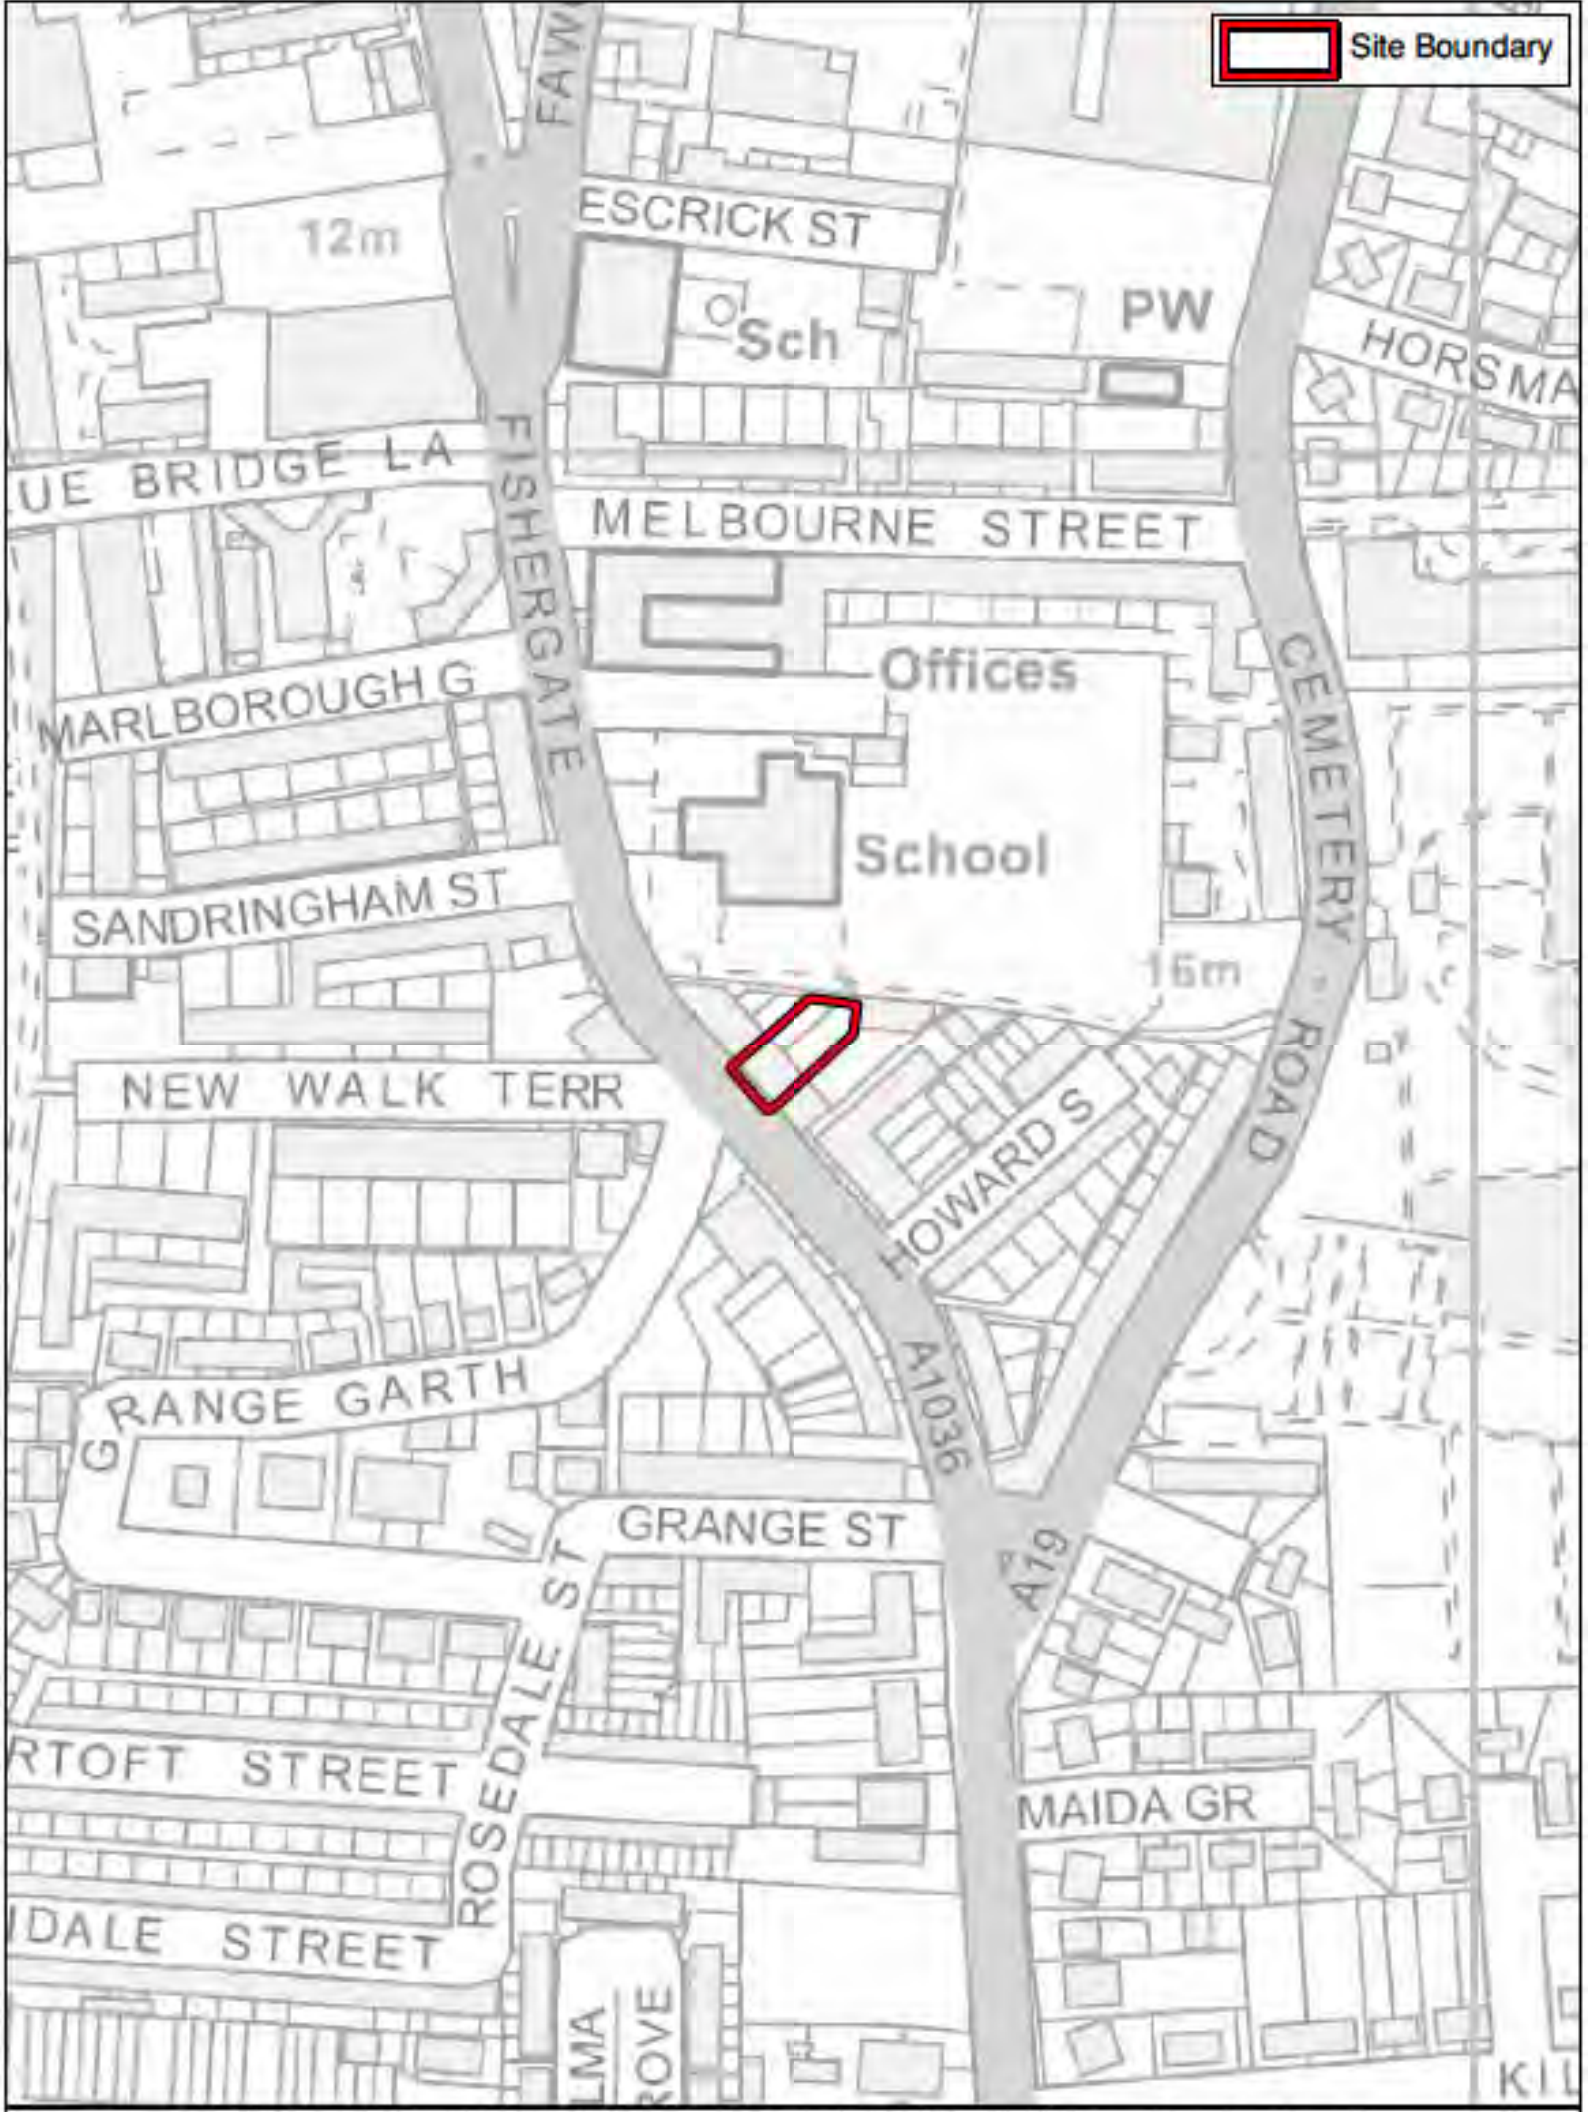 Site Boundary
FAW
ESCRICK ST
12m
Sch
PW
HORSMA
UE BRIDGE LA
FISHERGATE
MELBOURNE STREET
Offices
MARLBOROUGH G
CEMETERY ROAD
School
SANDRINGHAM ST
16m
NEW WALK TERR
HOWARD S
A1036
GRANGE GARTH
GRANGE ST
A19
ROSEDALE ST
RTOFT STREET
MAIDA GR
DALE STREET
LMA
ROVE
KIL